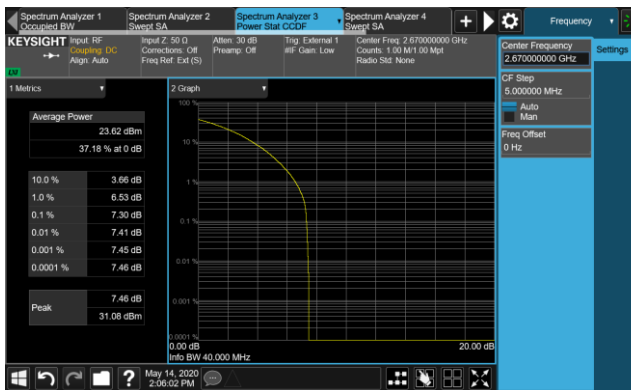 Spectrum Analyzer 1
Occupied BW
Spectrum Analyzer 2
Swept SA
Spectrum Analyzer 3
Power Stat CCDF
Spectrum Analyzer 4
Swept SA
Frequency
KEYSIGHT
Input: RF
Coupling: DC
Align: Auto
Input Z: 50 Ω
Corrections: Off
Freq Ref: Ext (S)
Atten: 30 dB
Preamp: Off
Trig: External 1
#IF Gain: Low
Center Freq: 2.670000000 GHz
Counts: 1.00 M/1.00 Mpt
Radio Std: None
Center Frequency
2.670000000 GHz
Settings
CF Step
5.000000 MHz
Auto
Man
Freq Offset
0 Hz
1 Metrics
Average Power
23.62 dBm
37.18 % at 0 dB
10.0 % 3.66 dB
1.0 % 6.53 dB
0.1 % 7.30 dB
0.01 % 7.41 dB
0.001 % 7.45 dB
0.0001 % 7.46 dB
Peak
7.46 dB
31.08 dBm
2 Graph
100 %
10 %
1 %
0.1 %
0.01 %
0.001 %
0.0001 %
0.00 dB
20.00 dB
Info BW 40.000 MHz
May 14, 2020
2:06:02 PM